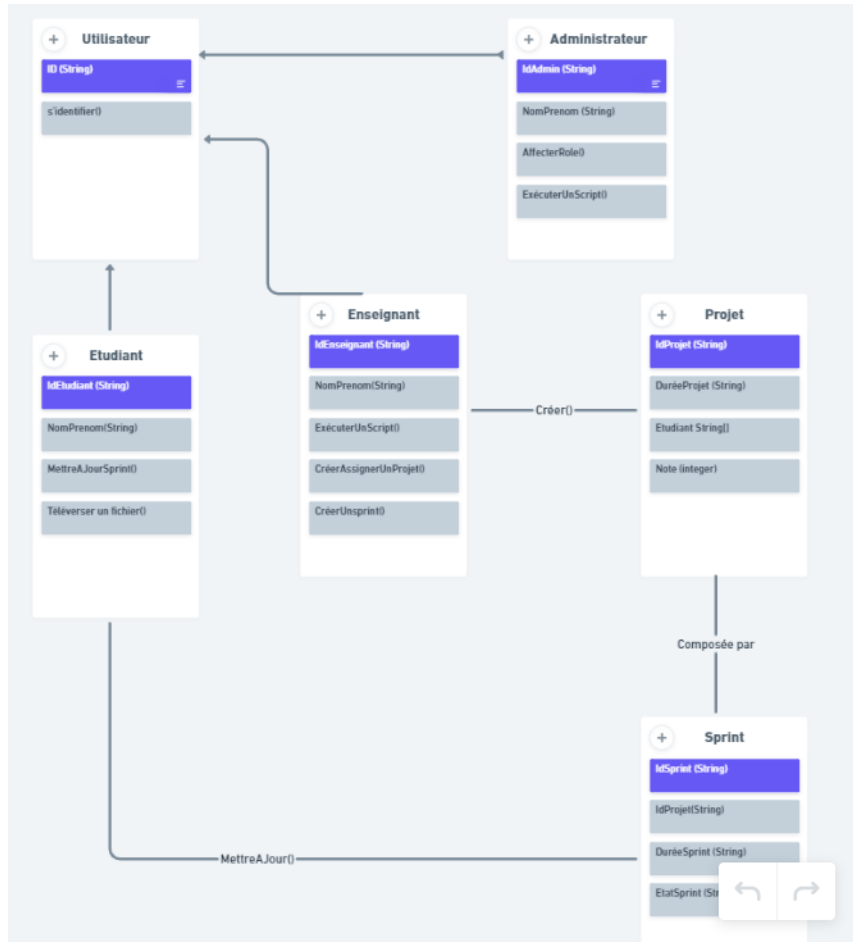 Utilisateur
ID (String)
s'identifier()
Administrateur
IdAdmin (String)
NomPrenom (String)
AffecterRole()
ExécuterUnScript()
Etudiant
IdEtudiant (String)
NomPrenom(String)
MettreAJourSprint()
Téléverser un fichier()
Enseignant
IdEnseignant (String)
NomPrenom(String)
ExécuterUnScript()
CréerAssignerUnProjet()
CréerUnsprint()
Créer()
Projet
IdProjet (String)
DuréeProjet (String)
Etudiant String[]
Note (integer)
Composée par
Sprint
IdSprint (String)
IdProjet(String)
DuréeSprint (String)
EtatSprint
MettreAJour()